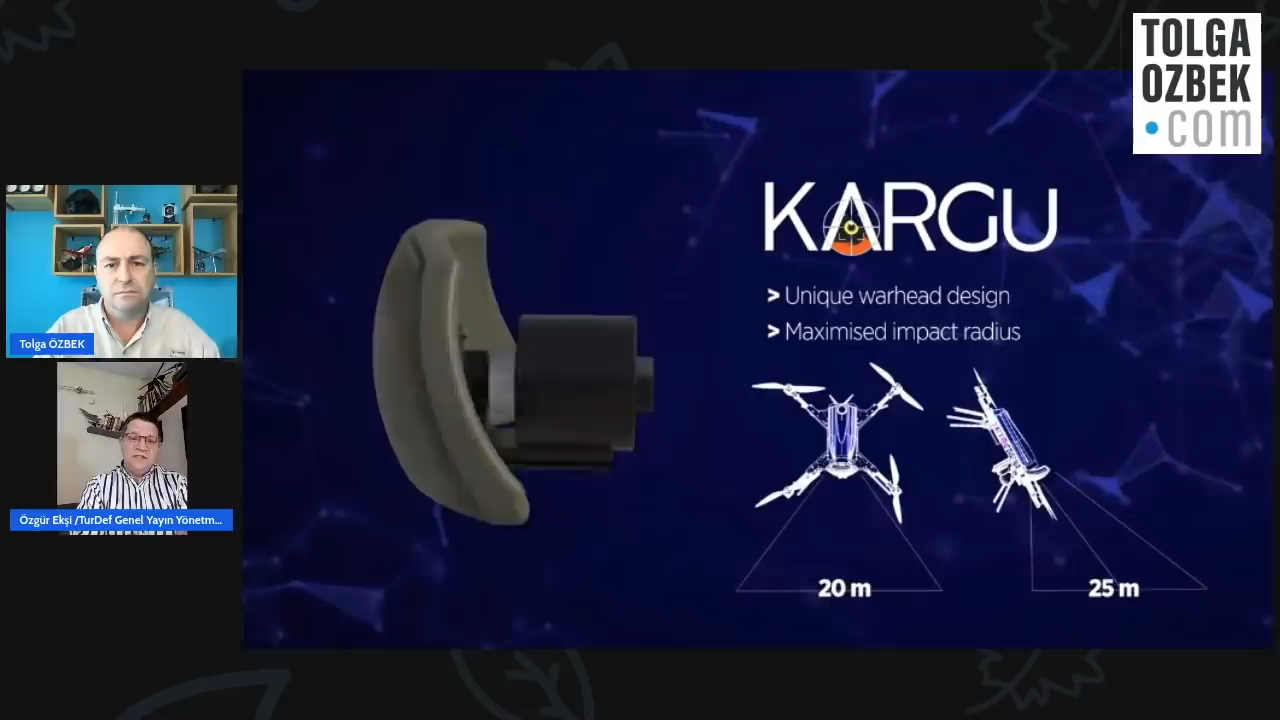 TOLGA
OZBEK
.com
KARGU
> Unique warhead design
> Maximised impact radius
Tolga ÖZBEK
Özgür Ekşi /TurDef Genel Yayın Yönetm...
20 m
25 m